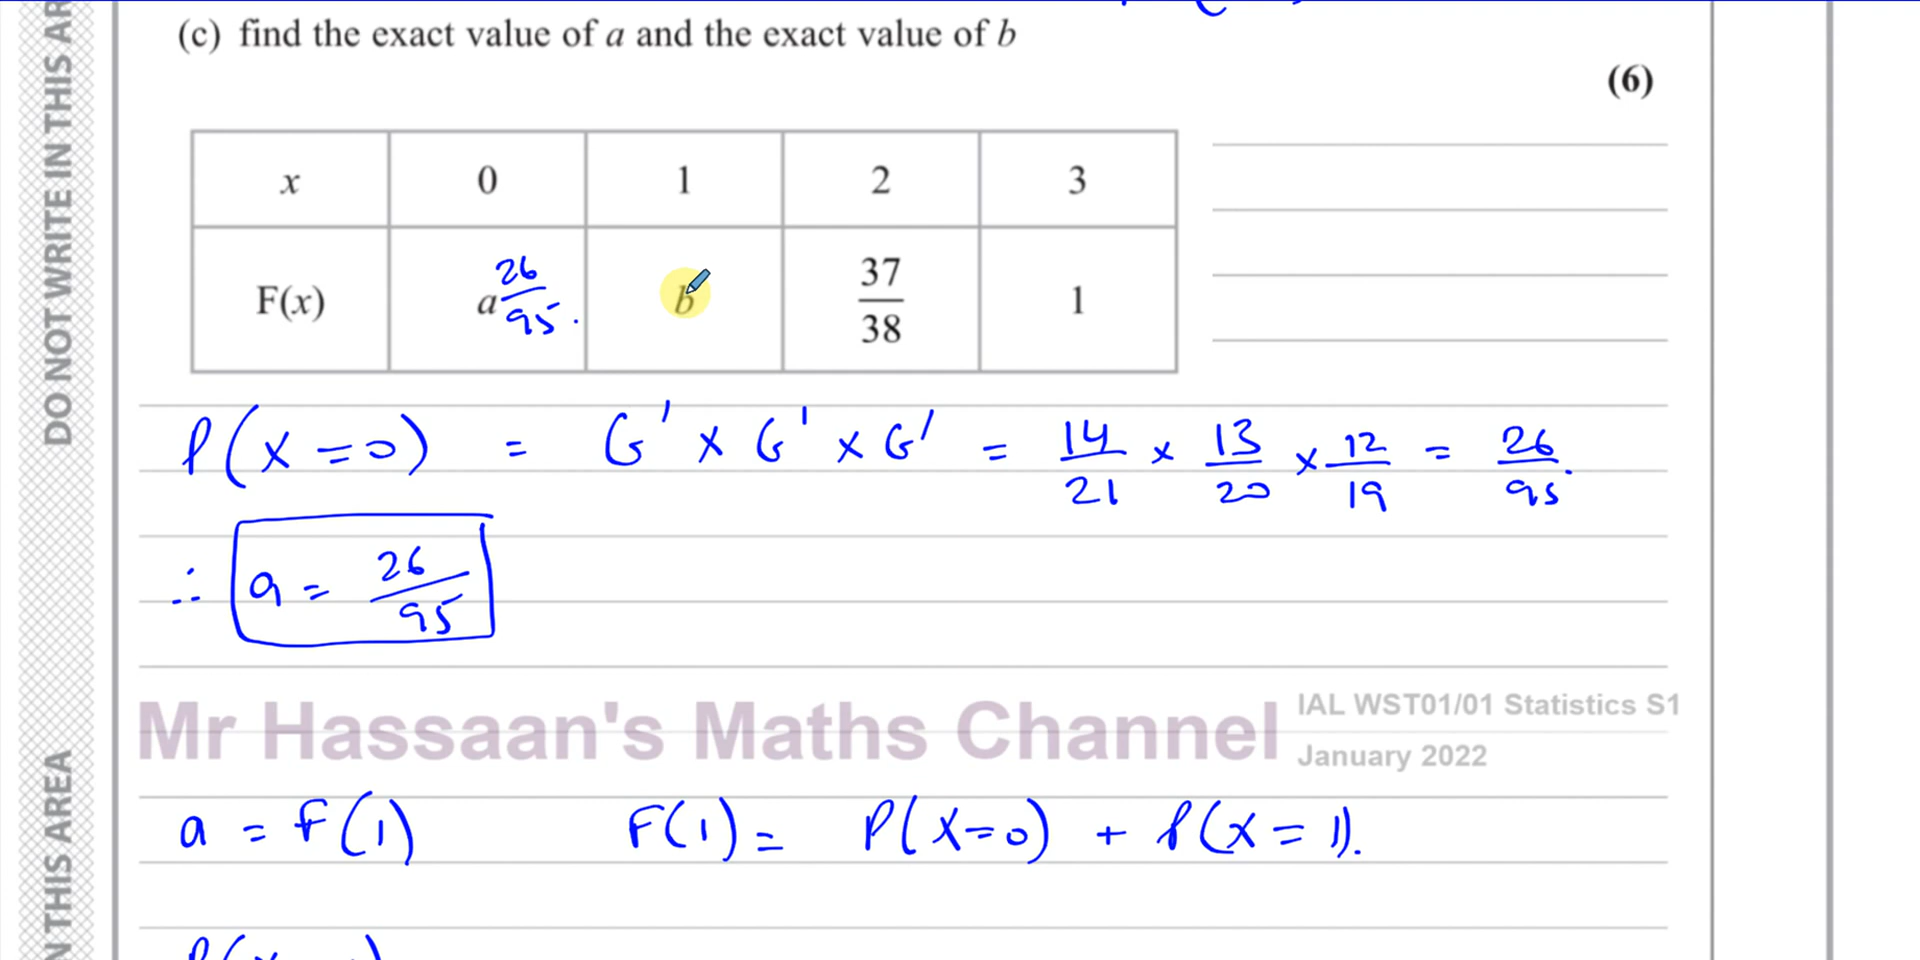 (c) find the exact value of a and the exact value of b
(6)
x 0 1 2 3
F(x) a 26/95. b 37/38 1
P(X=0) = G' × G' × G' = 14/21 × 13/20 × 12/19 = 26/95.
∴ a = 26/95
Mr Hassaan's Maths Channel
IAL WST01/01 Statistics S1
January 2022
a = F(1) F(1) = P(X=0) + P(X=1).
DO NOT WRITE IN THIS AR
N THIS AREA